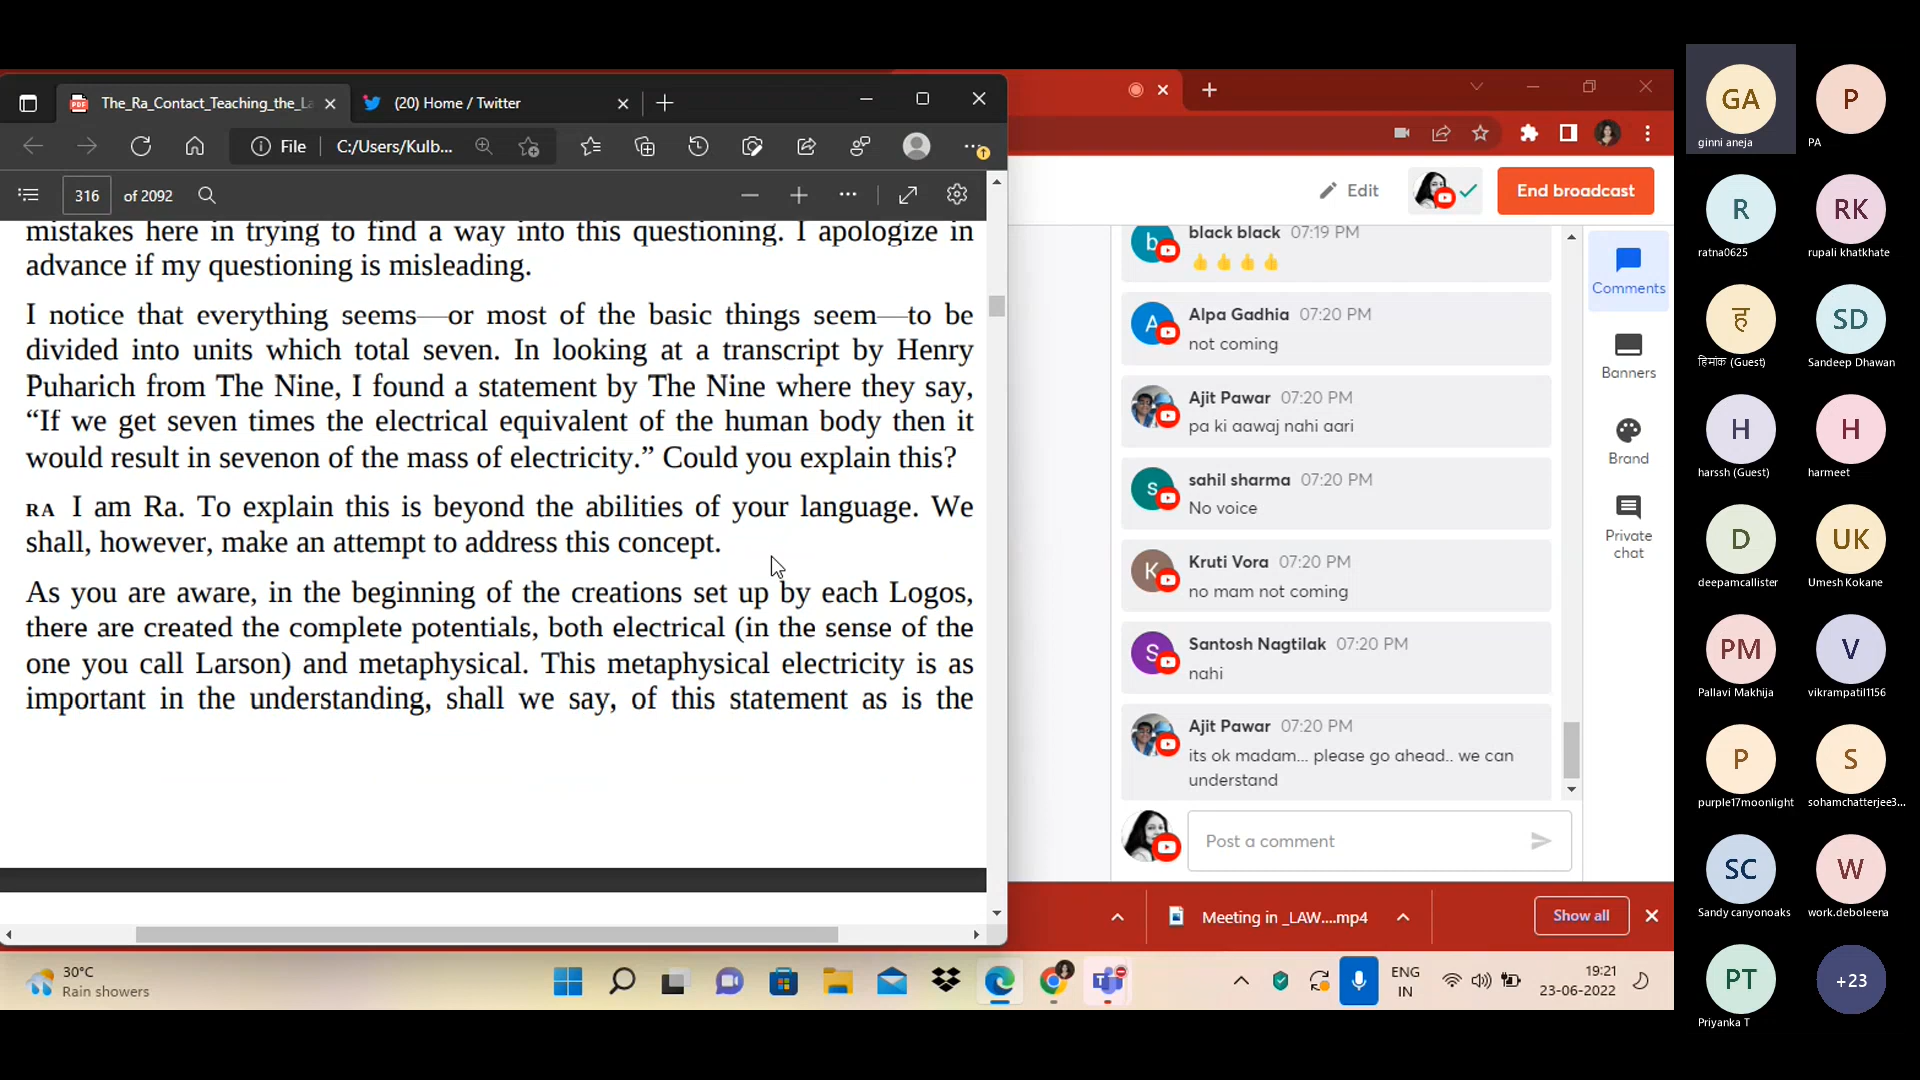 The_Ra_Contact_Teaching_the_La
(20) Home / Twitter
File
C:/Users/Kulb...
316
of 2092
mistakes here in trying to find a way into this questioning. I apologize in
advance if my questioning is misleading.
I notice that everything seems—or most of the basic things seem—to be
divided into units which total seven. In looking at a transcript by Henry
Puharich from The Nine, I found a statement by The Nine where they say,
“If we get seven times the electrical equivalent of the human body then it
would result in sevenon of the mass of electricity.” Could you explain this?
RA I am Ra. To explain this is beyond the abilities of your language. We
shall, however, make an attempt to address this concept.
As you are aware, in the beginning of the creations set up by each Logos,
there are created the complete potentials, both electrical (in the sense of the
one you call Larson) and metaphysical. This metaphysical electricity is as
important in the understanding, shall we say, of this statement as is the
Edit
End broadcast
b
black black 07:19 PM
A
Alpa Gadhia 07:20 PM
not coming
Ajit Pawar 07:20 PM
pa ki aawaj nahi aari
S
sahil sharma 07:20 PM
No voice
K
Kruti Vora 07:20 PM
no mam not coming
S
Santosh Nagtilak 07:20 PM
nahi
Ajit Pawar 07:20 PM
its ok madam... please go ahead.. we can
understand
Post a comment
Comments
Banners
Brand
Private
chat
Meeting in _LAW....mp4
Show all
30°C
Rain showers
ENG
IN
19:21
23-06-2022
GA
ginni aneja
P
PA
R
ratna0625
RK
rupali khatkhate
ह
हिमांक (Guest)
SD
Sandeep Dhawan
H
harssh (Guest)
H
harmeet
D
deepamcallister
UK
Umesh Kokane
PM
Pallavi Makhija
V
vikrampatil1156
P
purple17moonlight
S
sohamchatterjee3...
SC
Sandy canyonoaks
W
work.deboleena
PT
Priyanka T
+23